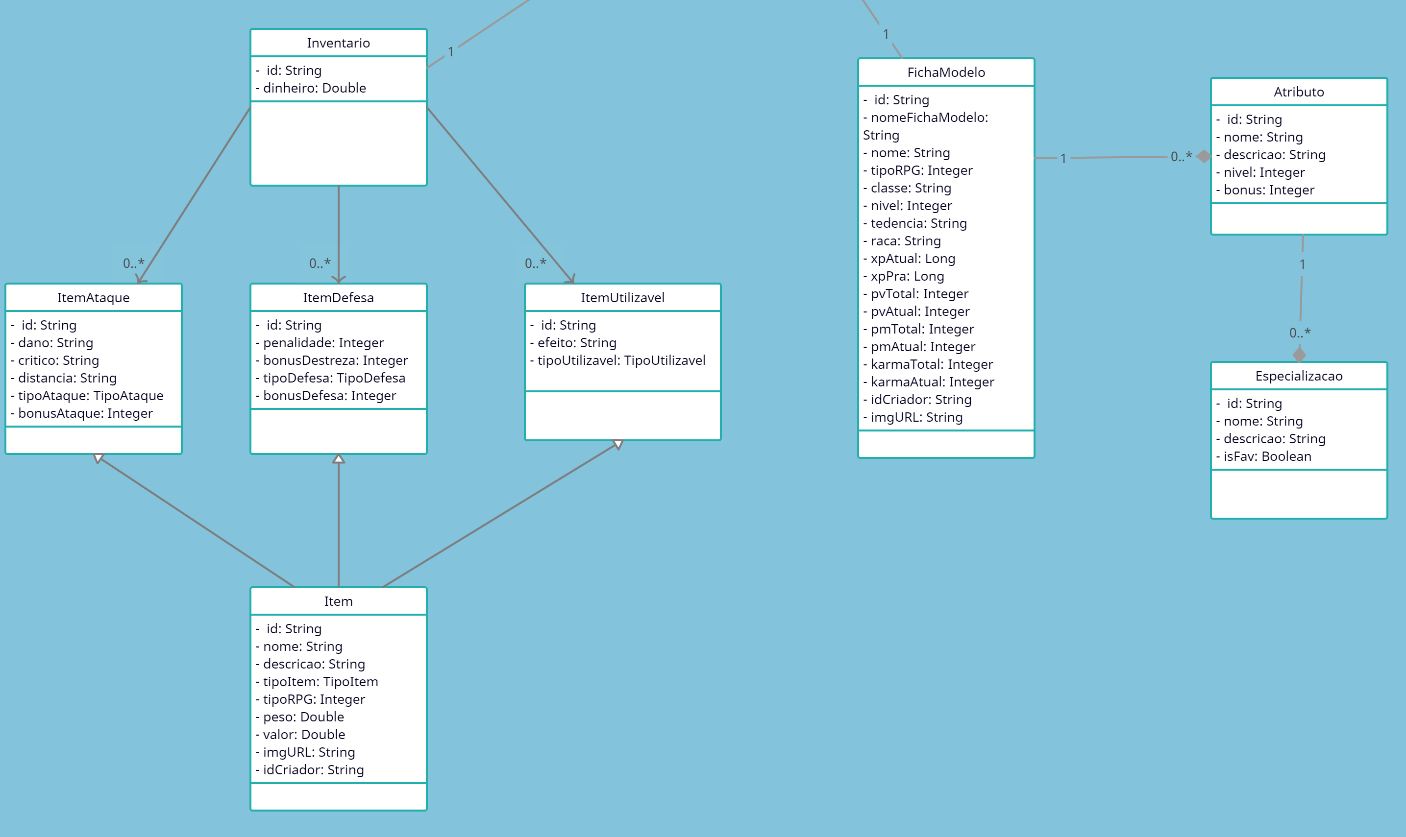 Inventario
-  id: String
- dinheiro: Double
1
1
FichaModelo
-  id: String
- nomeFichaModelo:
String
- nome: String
- tipoRPG: Integer
- classe: String
- nivel: Integer
- tedencia: String
- raca: String
- xpAtual: Long
- xpPra: Long
- pvTotal: Integer
- pvAtual: Integer
- pmTotal: Integer
- pmAtual: Integer
- karmaTotal: Integer
- karmaAtual: Integer
- idCriador: String
- imgURL: String
1
0..*
Atributo
-  id: String
- nome: String
- descricao: String
- nivel: Integer
- bonus: Integer
1
0..*
Especializacao
-  id: String
- nome: String
- descricao: String
- isFav: Boolean
0..*
0..*
0..*
ItemAtaque
-  id: String
- dano: String
- critico: String
- distancia: String
- tipoAtaque: TipoAtaque
- bonusAtaque: Integer
ItemDefesa
-  id: String
- penalidade: Integer
- bonusDestreza: Integer
- tipoDefesa: TipoDefesa
- bonusDefesa: Integer
ItemUtilizavel
-  id: String
- efeito: String
- tipoUtilizavel: TipoUtilizavel
Item
-  id: String
- nome: String
- descricao: String
- tipoItem: TipoItem
- tipoRPG: Integer
- peso: Double
- valor: Double
- imgURL: String
- idCriador: String